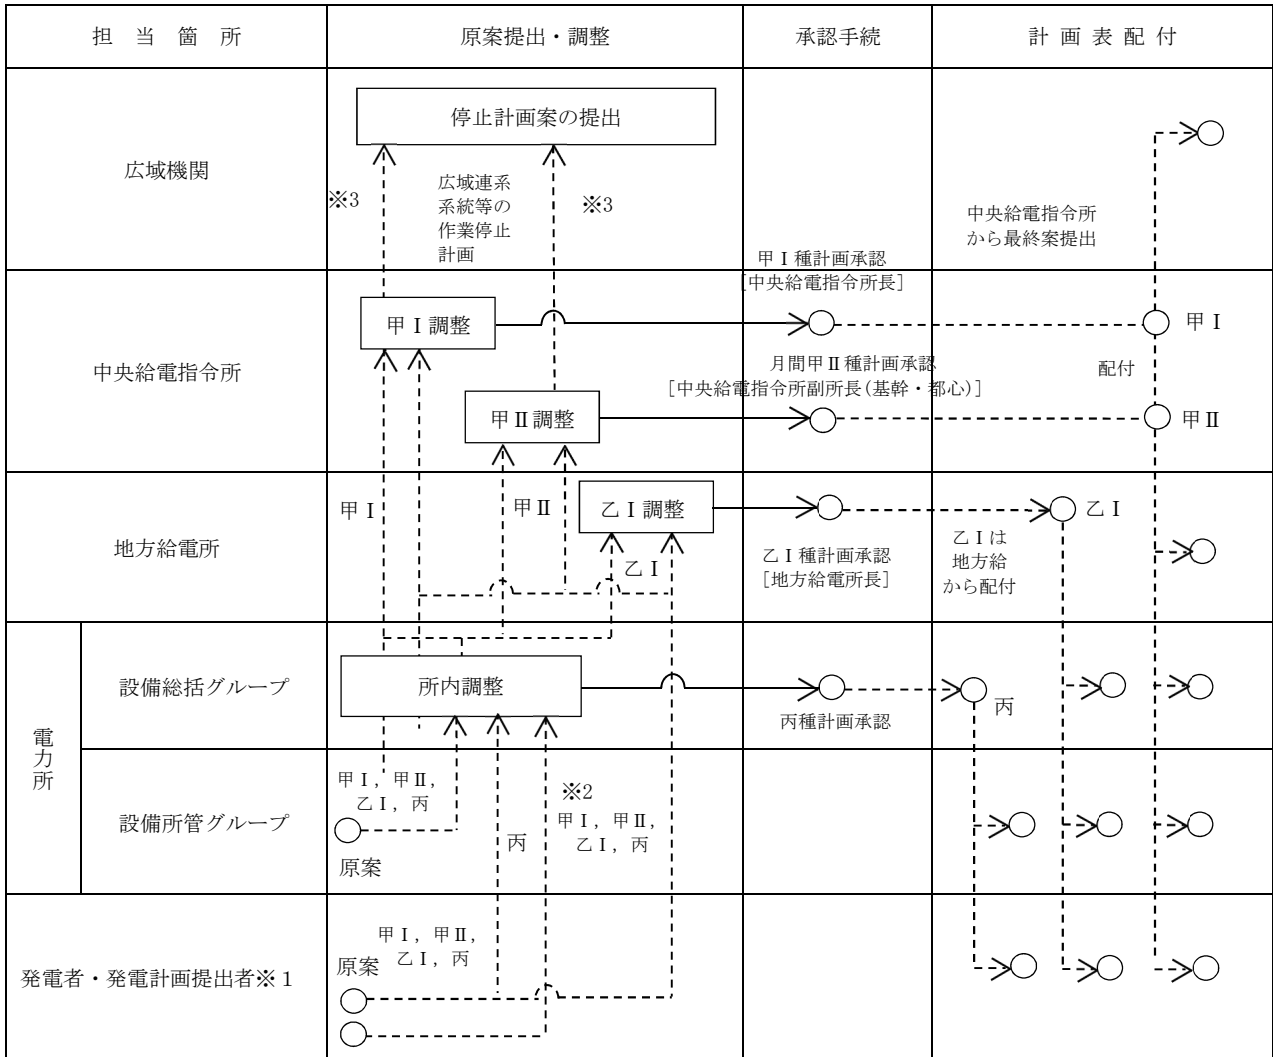 担当箇所
原案提出・調整
承認手続
計画表配付
広域機関
停止計画案の提出
※3
広域連系
系統等の
作業停止
計画
※3
中央給電指令所
から最終案提出
甲Ⅰ種計画承認
[中央給電指令所長]
中央給電指令所
甲Ⅰ調整
甲Ⅰ
月間甲Ⅱ種計画承認
[中央給電指令所副所長(基幹・都心)]
配付
甲Ⅱ調整
甲Ⅱ
地方給電所
甲Ⅰ
甲Ⅱ
乙Ⅰ調整
乙Ⅰ
乙Ⅰ種計画承認
[地方給電所長]
乙Ⅰは
地方給
から配付
乙Ⅰ
電力所
設備総括グループ
所内調整
丙種計画承認
丙
設備所管グループ
甲Ⅰ，甲Ⅱ，
乙Ⅰ，丙
原案
丙
※2
甲Ⅰ，甲Ⅱ，
乙Ⅰ，丙
発電者・発電計画提出者※1
甲Ⅰ，甲Ⅱ，
乙Ⅰ，丙
原案